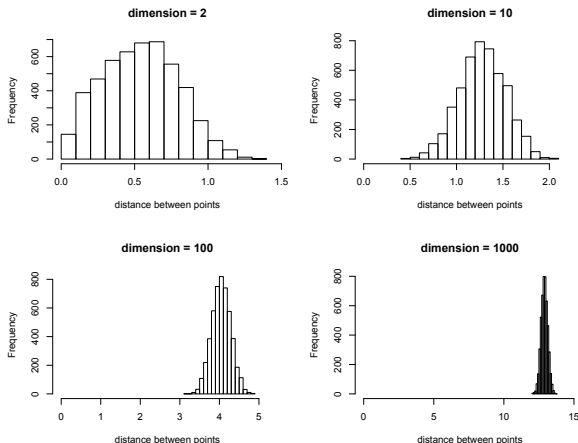 dimension = 2
Frequency
0 200 400 600
0.0 0.5 1.0 1.5
distance between points
dimension = 10
Frequency
0 200 400 600 800
0.0 0.5 1.0 1.5 2.0
distance between points
dimension = 100
Frequency
0 200 400 600 800
0 1 2 3 4 5
distance between points
dimension = 1000
Frequency
0 200 400 600 800
0 5 10 15
distance between points